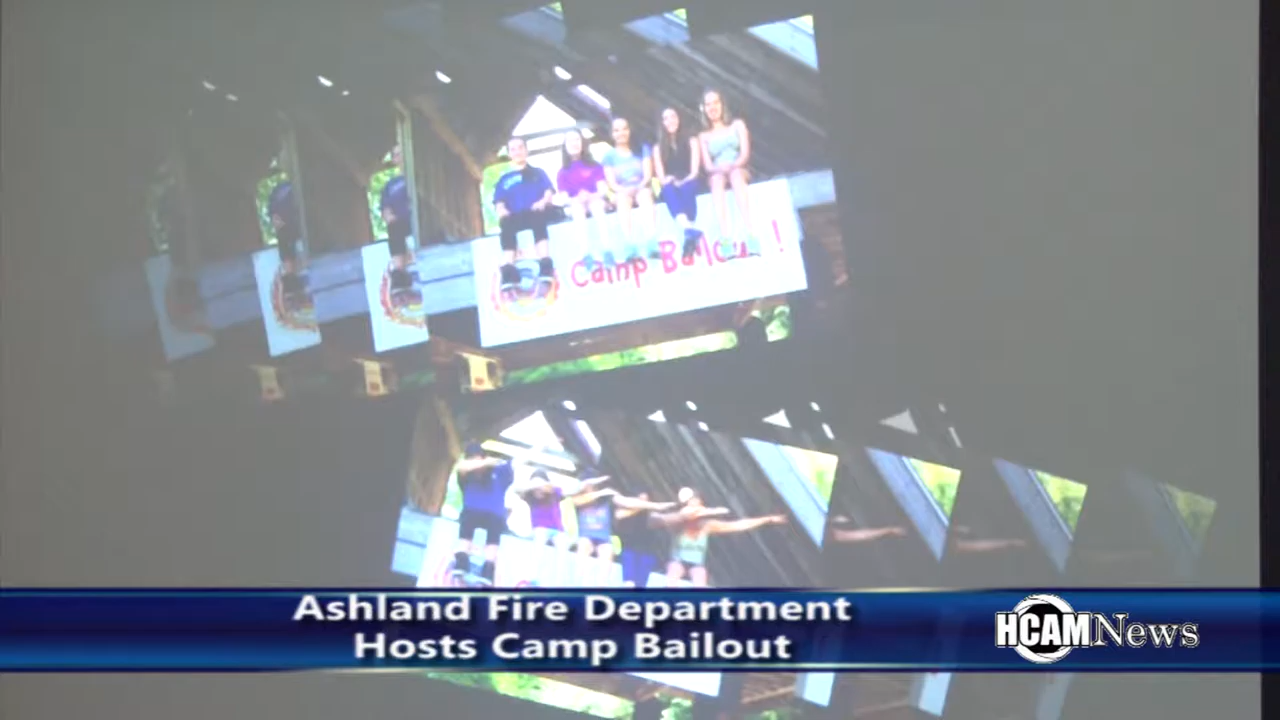 Camp Bailout!
Ashland Fire Department
Hosts Camp Bailout
HCAMNews